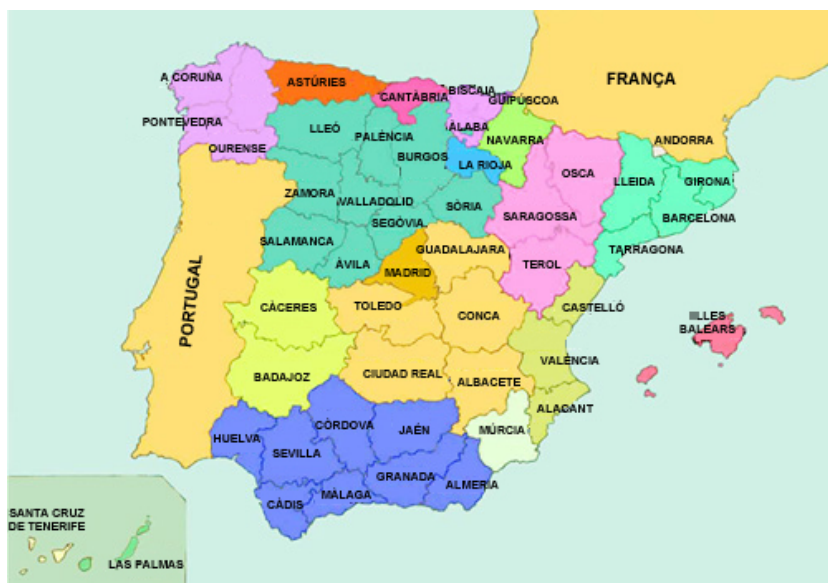 FRANÇA
A CORUÑA
ASTÚRIES
CANTÀBRIA
BISCAIA
GUIPÚSCOA
PONTEVEDRA
OURENSE
LLEÓ
PALÈNCIA
BURGOS
ÀLABA
NAVARRA
ANDORRA
LA RIOJA
OSCA
LLEIDA
GIRONA
ZAMORA
VALLADOLID
SÒRIA
SARAGOSSA
BARCELONA
SEGÒVIA
SALAMANCA
ÀVILA
GUADALAJARA
TARRAGONA
MADRID
TEROL
PORTUGAL
CÀCERES
TOLEDO
CONCA
CASTELLÓ
IILLES
BALEARS
VALÈNCIA
BADAJOZ
CIUDAD REAL
ALBACETE
ALACANT
HUELVA
SEVILLA
CÒRDOVA
JAÉN
MÚRCIA
GRANADA
ALMERIA
CÀDIS
MÀLAGA
SANTA CRUZ
DE TENERIFE
LAS PALMAS